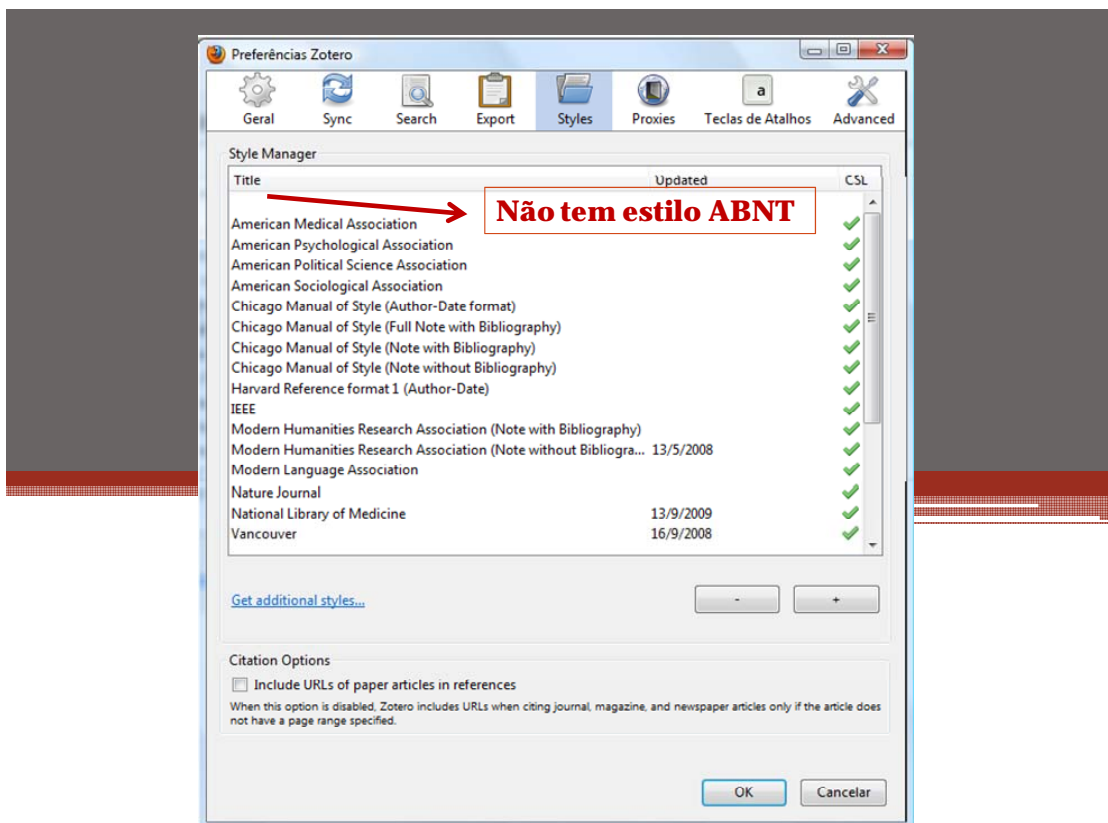 Preferências Zotero
Geral Sync Search Export Styles Proxies a Teclas de Atalhos Advanced
Style Manager
Title Updated CSL
Não tem estilo ABNT
American Medical Association
American Psychological Association
American Political Science Association
American Sociological Association
Chicago Manual of Style (Author-Date format)
Chicago Manual of Style (Full Note with Bibliography)
Chicago Manual of Style (Note with Bibliography)
Chicago Manual of Style (Note without Bibliography)
Harvard Reference format 1 (Author-Date)
IEEE
Modern Humanities Research Association (Note with Bibliography)
Modern Humanities Research Association (Note without Bibliogra... 13/5/2008
Modern Language Association
Nature Journal
National Library of Medicine 13/9/2009
Vancouver 16/9/2008
Get additional styles...
- +
Citation Options
Include URLs of paper articles in references
When this option is disabled, Zotero includes URLs when citing journal, magazine, and newspaper articles only if the article does
not have a page range specified.
OK Cancelar